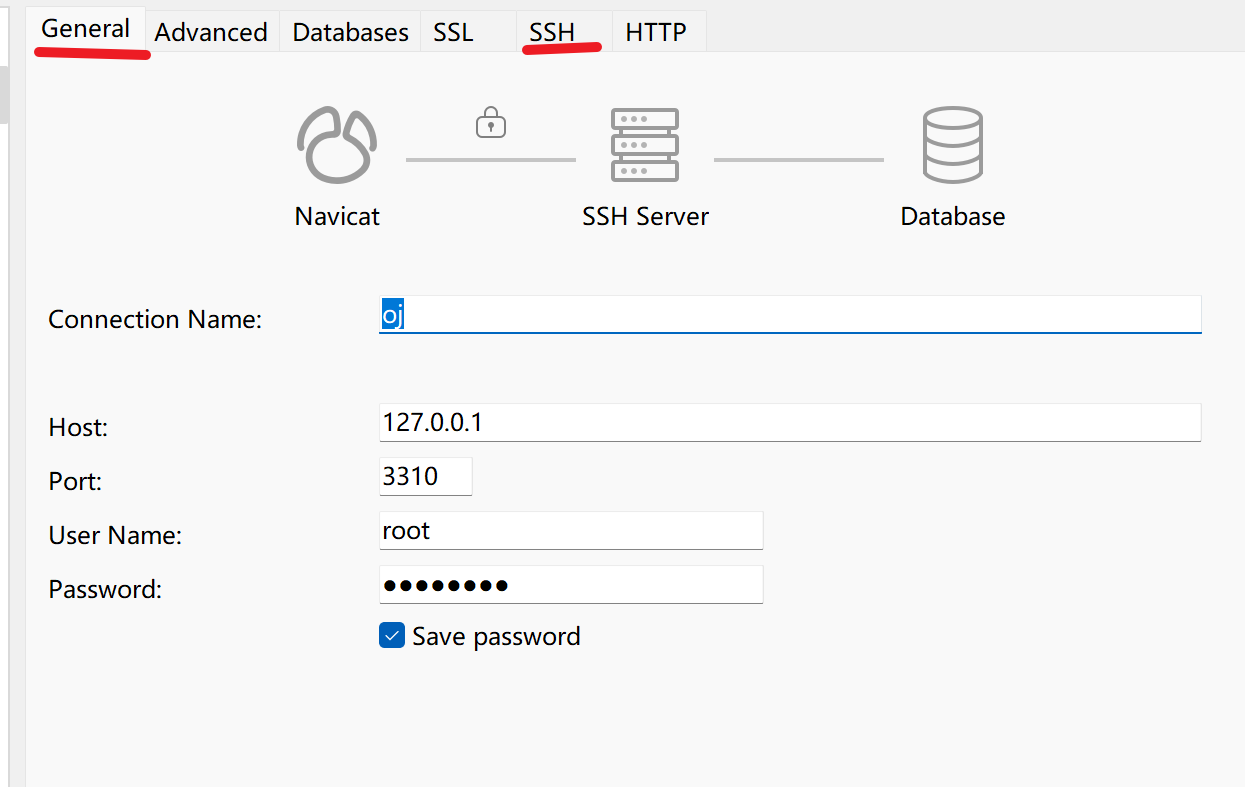 General Advanced Databases SSL SSH HTTP
Navicat SSH Server Database
Connection Name: oj
Host: 127.0.0.1
Port: 3310
User Name: root
Password: ●●●●●●●●
Save password